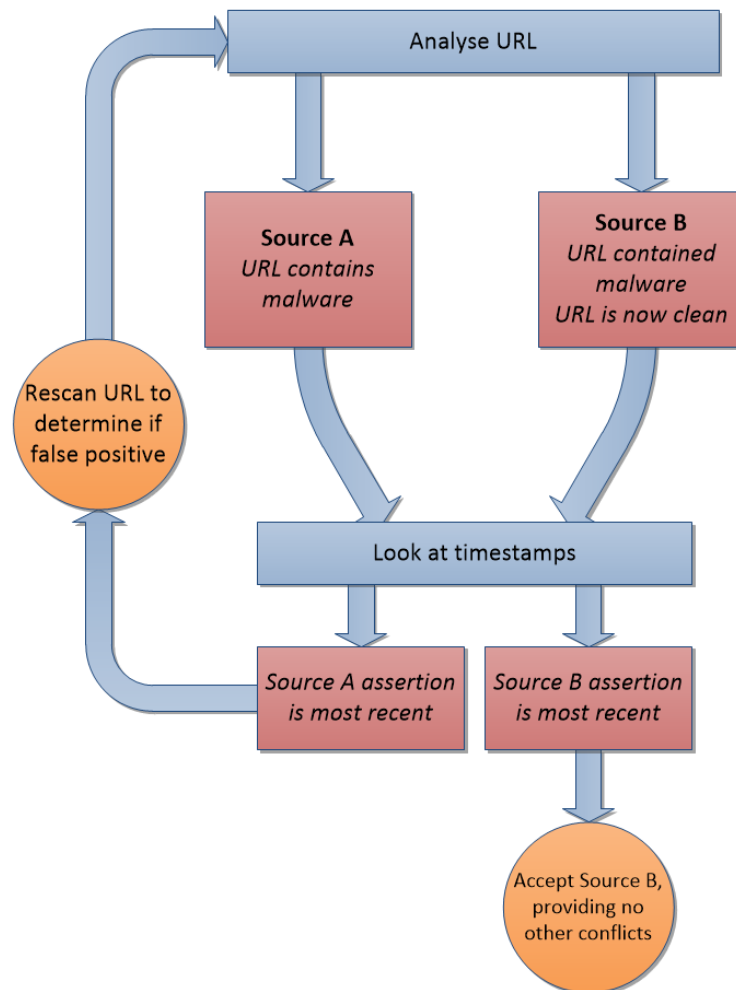 Analyse URL
Source A
URL contains
malware
Source B
URL contained
malware
URL is now clean
Rescan URL to
determine if
false positive
Look at timestamps
Source A assertion
is most recent
Source B assertion
is most recent
Accept Source B,
providing no
other conflicts